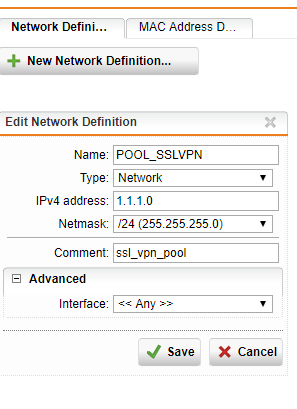 Network Defini... MAC Address D...
New Network Definition...
Edit Network Definition
Name: POOL_SSLVPN
Type: Network
IPv4 address: 1.1.1.0
Netmask: /24 (255.255.255.0)
Comment: ssl_vpn_pool
Advanced
Interface: << Any >>
Save Cancel